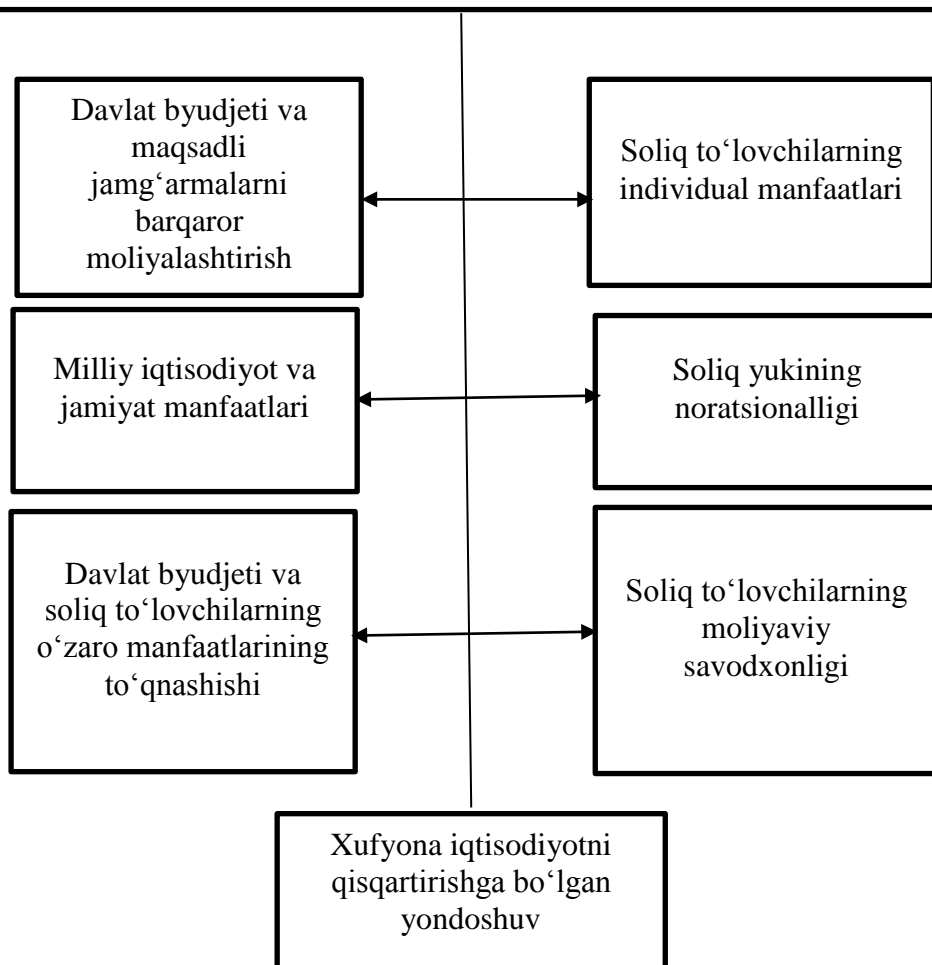 Davlat byudjeti va
maqsadli
jamg‘armalarni
barqaror
moliyalashtirish
Soliq to‘lovchilarning
individual manfaatlari
Milliy iqtisodiyot va
jamiyat manfaatlari
Soliq yukining
noratsionalligi
Davlat byudjeti va
soliq to‘lovchilarning
o‘zaro manfaatlarining
to‘qnashishi
Soliq to‘lovchilarning
moliyaviy
savodxonligi
Xufyona iqtisodiyotni
qisqartirishga bo‘lgan
yondoshuv